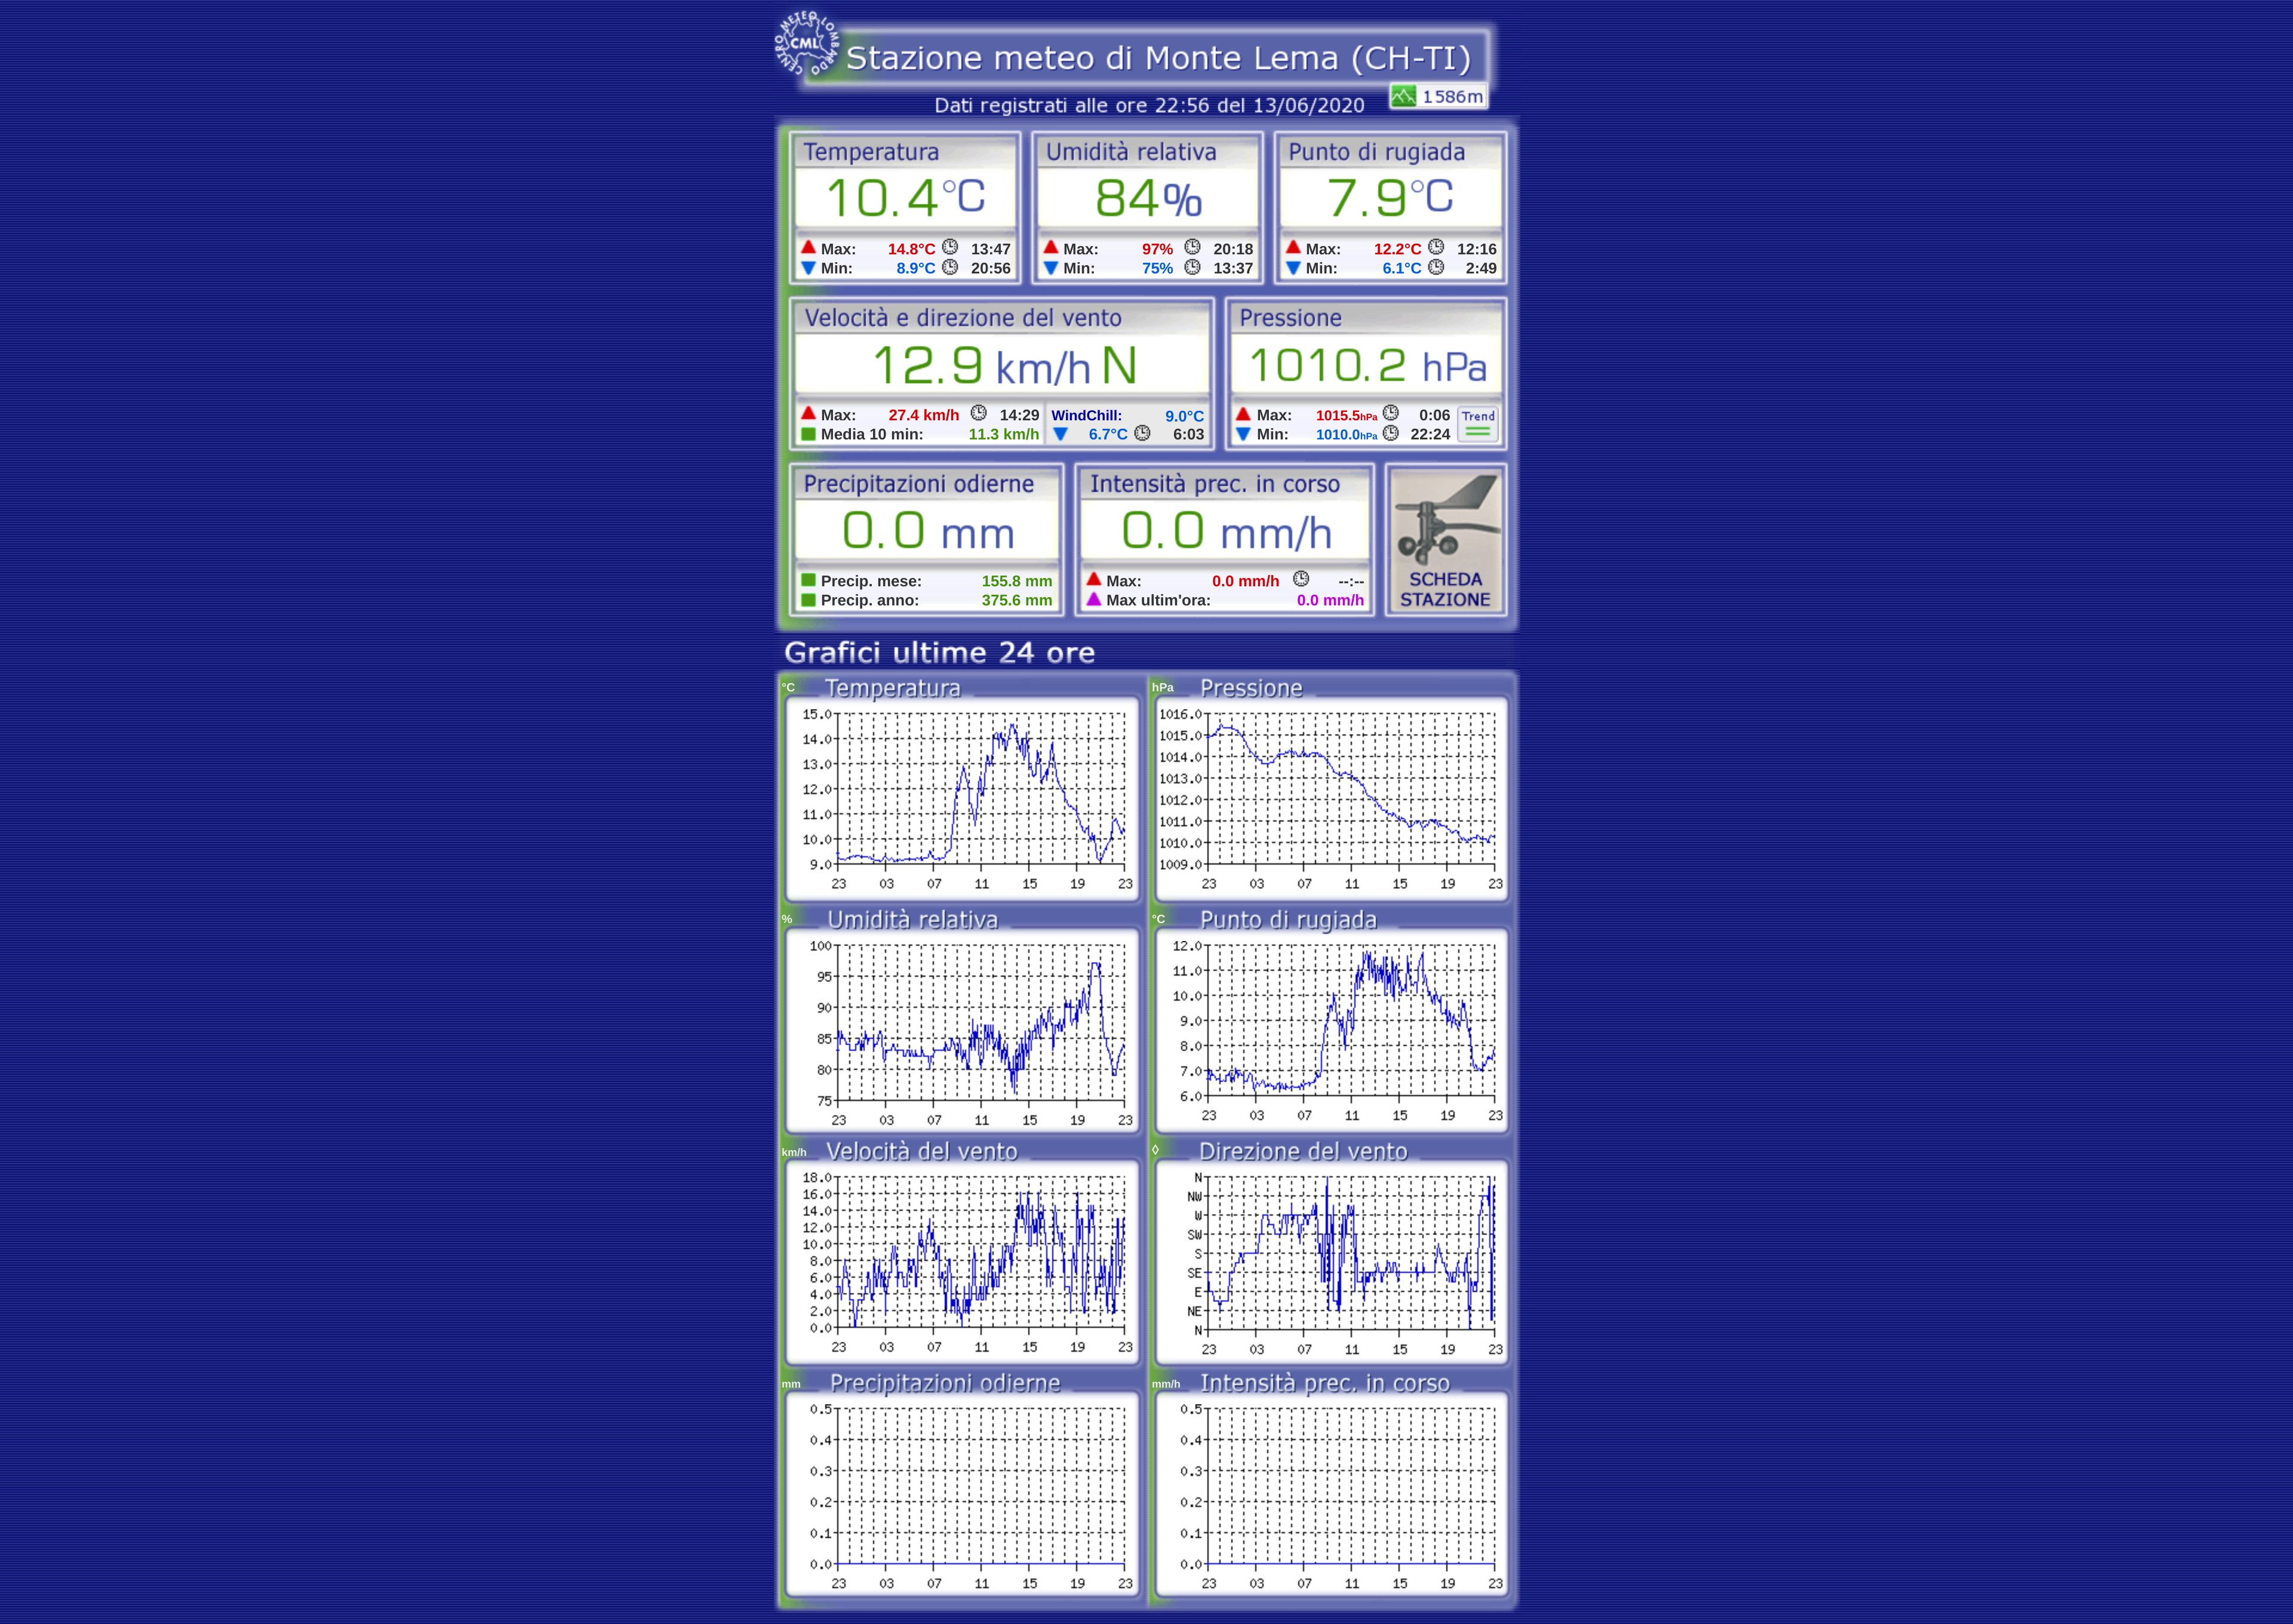 CENTRO METEO LOMBARDO
CML
Stazione meteo di Monte Lema (CH-TI)
1586m
Dati registrati alle ore 22:56 del 13/06/2020
Temperatura
10.4°C
Max: 14.8°C 13:47
Min: 8.9°C 20:56
Umidità relativa
84%
Max: 97% 20:18
Min: 75% 13:37
Punto di rugiada
7.9°C
Max: 12.2°C 12:16
Min: 6.1°C 2:49
Velocità e direzione del vento
12.9 km/h N
Max: 27.4 km/h 14:29
Media 10 min: 11.3 km/h
WindChill: 9.0°C
6.7°C 6:03
Pressione
1010.2 hPa
Max: 1015.5hPa 0:06
Min: 1010.0hPa 22:24
Trend
Precipitazioni odierne
0.0 mm
Precip. mese: 155.8 mm
Precip. anno: 375.6 mm
Intensità prec. in corso
0.0 mm/h
Max: 0.0 mm/h --:--
Max ultim'ora: 0.0 mm/h
SCHEDA
STAZIONE
Grafici ultime 24 ore
°C Temperatura
15.0
14.0
13.0
12.0
11.0
10.0
9.0
23 03 07 11 15 19 23
hPa Pressione
1016.0
1015.0
1014.0
1013.0
1012.0
1011.0
1010.0
1009.0
23 03 07 11 15 19 23
% Umidità relativa
100
95
90
85
80
75
23 03 07 11 15 19 23
°C Punto di rugiada
12.0
11.0
10.0
9.0
8.0
7.0
6.0
23 03 07 11 15 19 23
km/h Velocità del vento
18.0
16.0
14.0
12.0
10.0
8.0
6.0
4.0
2.0
0.0
23 03 07 11 15 19 23
◊ Direzione del vento
N
NW
W
SW
S
SE
E
NE
N
23 03 07 11 15 19 23
mm Precipitazioni odierne
0.5
0.4
0.3
0.2
0.1
0.0
23 03 07 11 15 19 23
mm/h Intensità prec. in corso
0.5
0.4
0.3
0.2
0.1
0.0
23 03 07 11 15 19 23